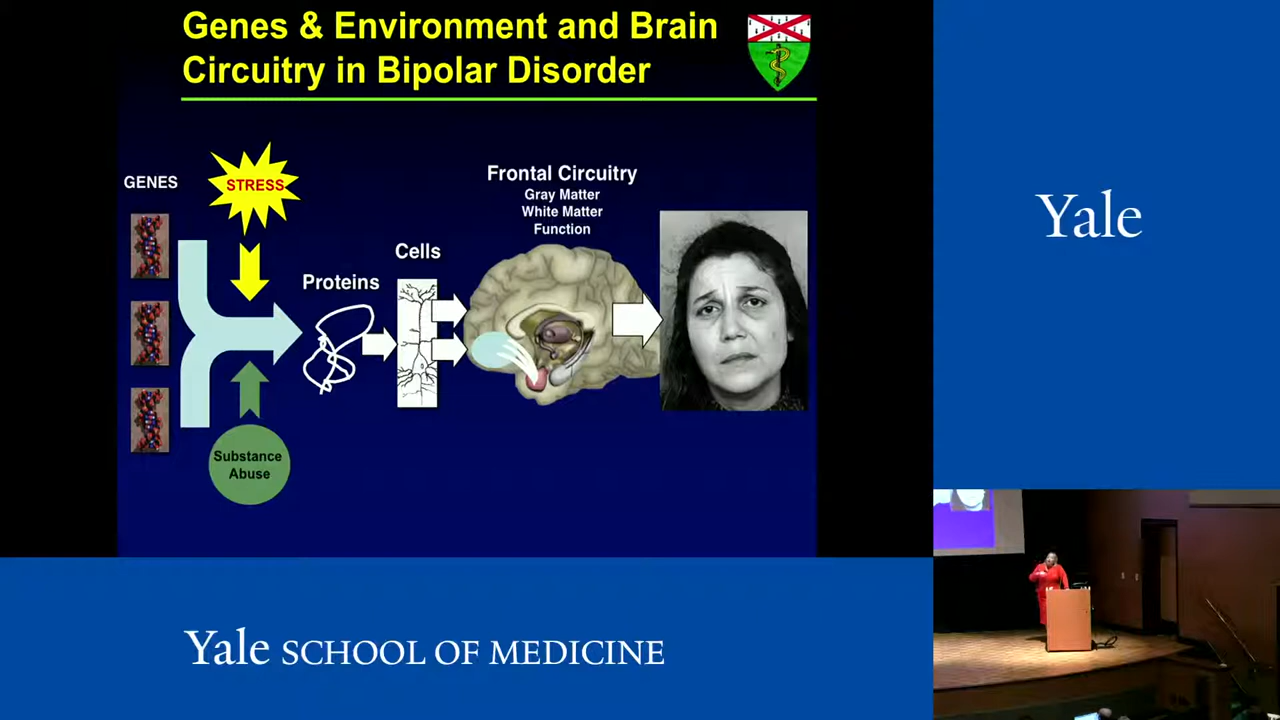 Genes & Environment and Brain
Circuitry in Bipolar Disorder
GENES
STRESS
Proteins
Cells
Frontal Circuitry
Gray Matter
White Matter
Function
Substance
Abuse
Yale
Yale SCHOOL OF MEDICINE